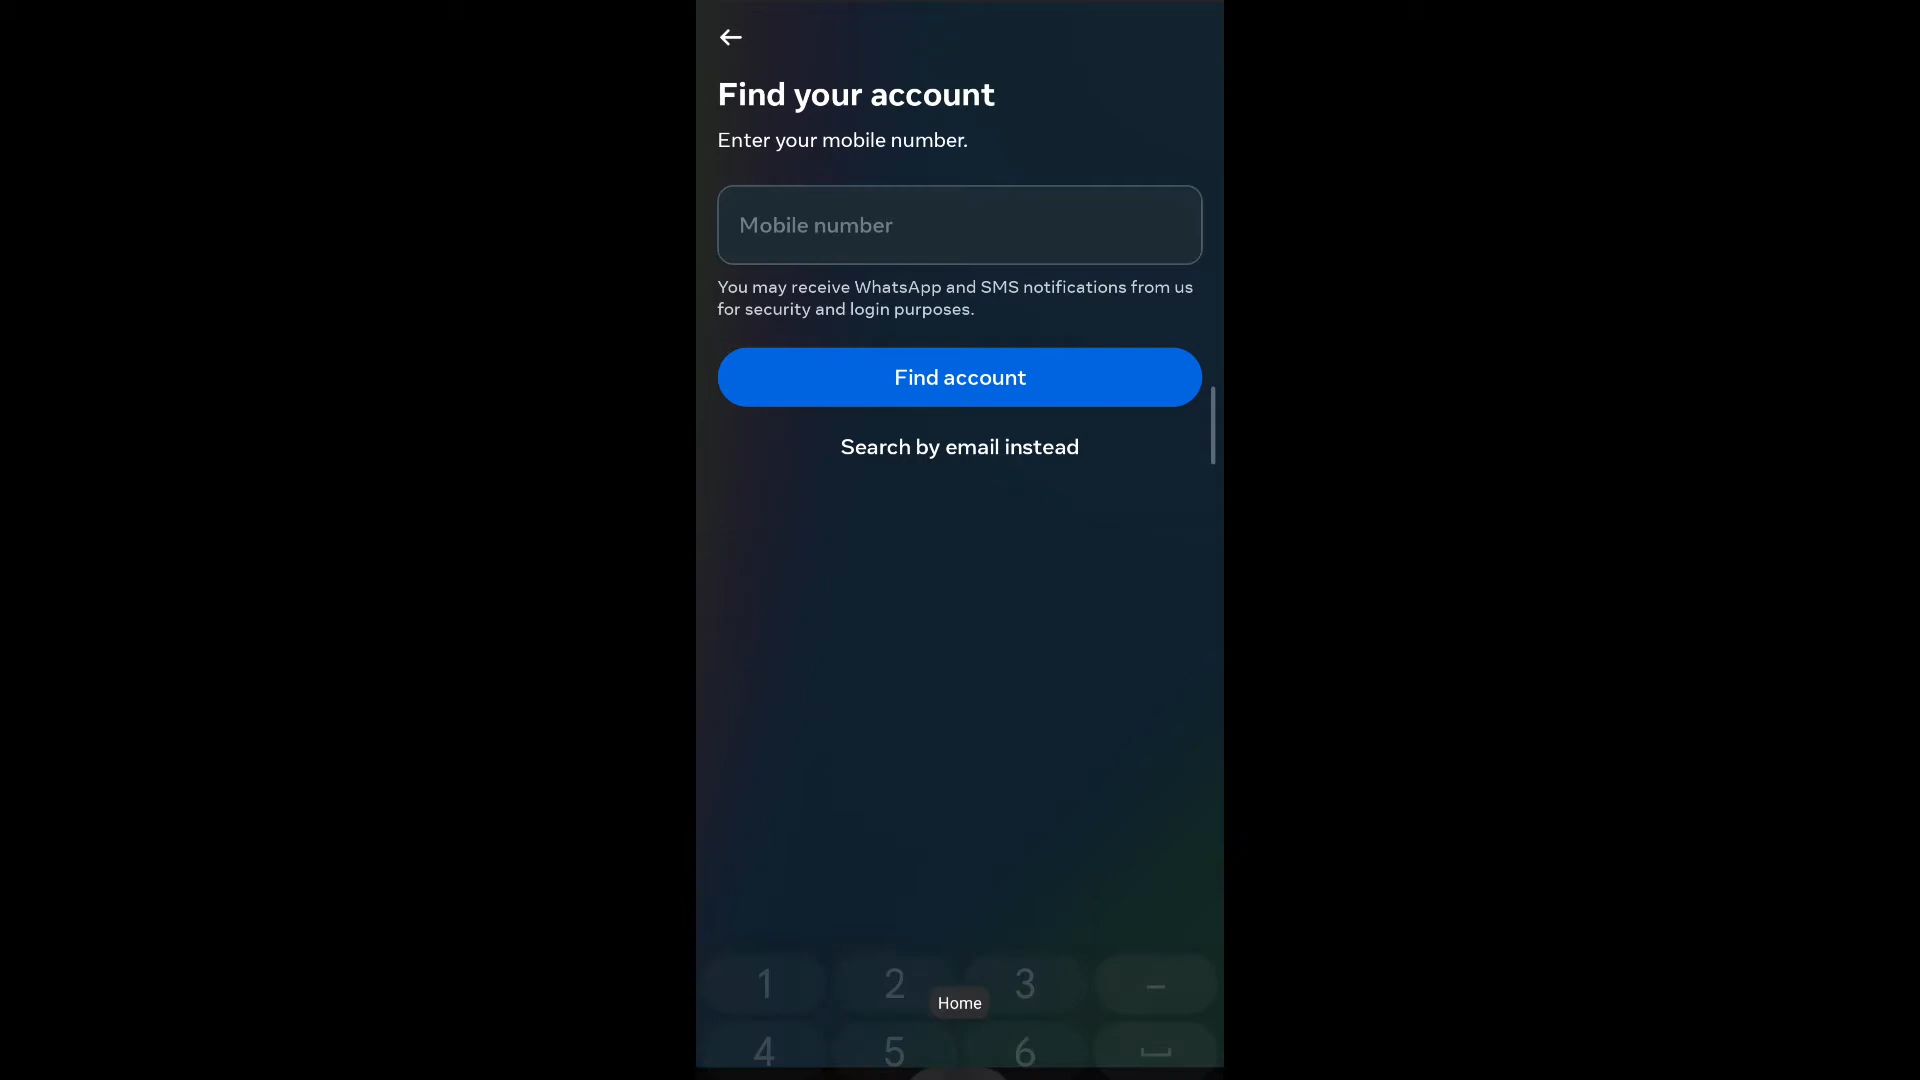 Find your account
Enter your mobile number.
Mobile number
You may receive WhatsApp and SMS notifications from us
for security and login purposes.
Find account
Search by email instead
1 2 3 –
Home
4 5 6